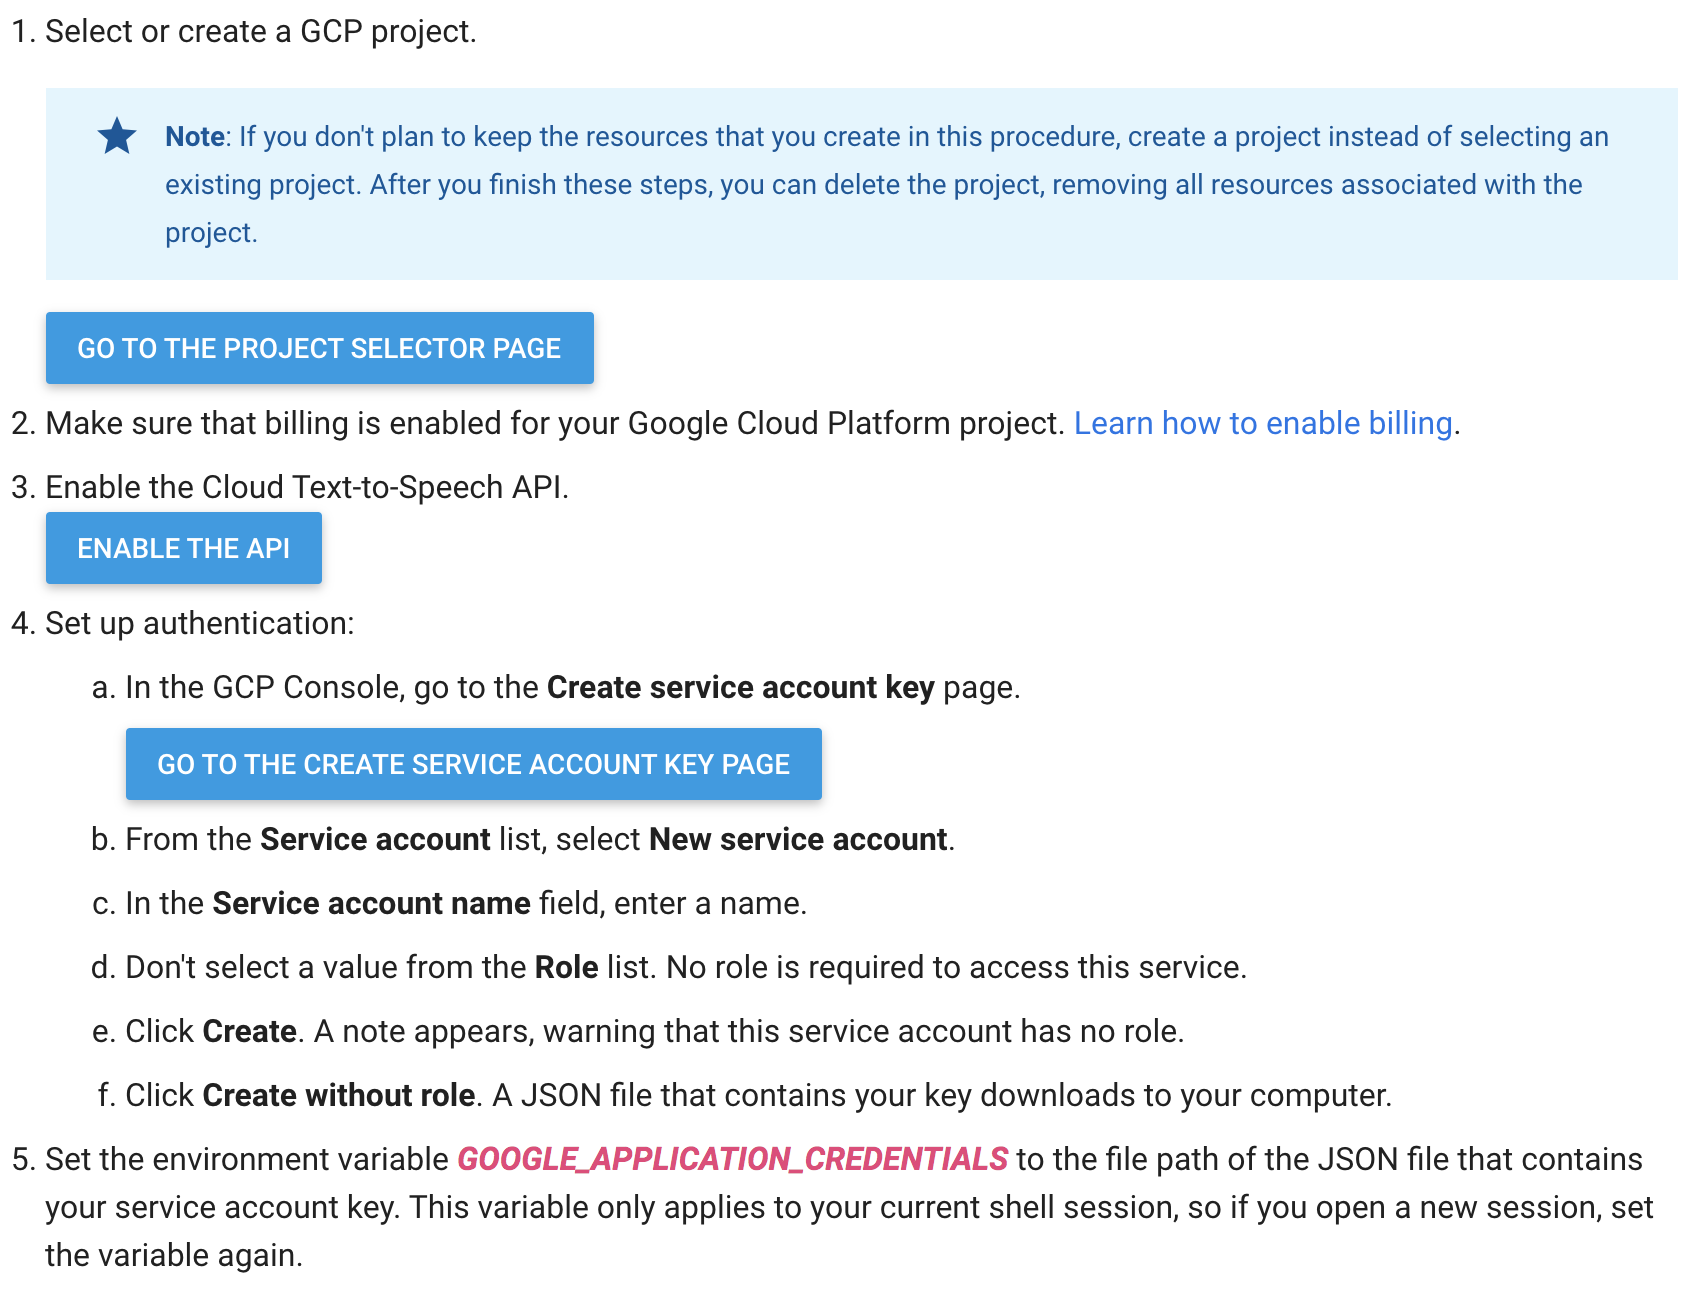 1. Select or create a GCP project.
Note: If you don't plan to keep the resources that you create in this procedure, create a project instead of selecting an
existing project. After you finish these steps, you can delete the project, removing all resources associated with the
project.
GO TO THE PROJECT SELECTOR PAGE
2. Make sure that billing is enabled for your Google Cloud Platform project. Learn how to enable billing.
3. Enable the Cloud Text-to-Speech API.
ENABLE THE API
4. Set up authentication:
a. In the GCP Console, go to the Create service account key page.
GO TO THE CREATE SERVICE ACCOUNT KEY PAGE
b. From the Service account list, select New service account.
c. In the Service account name field, enter a name.
d. Don't select a value from the Role list. No role is required to access this service.
e. Click Create. A note appears, warning that this service account has no role.
f. Click Create without role. A JSON file that contains your key downloads to your computer.
5. Set the environment variable GOOGLE_APPLICATION_CREDENTIALS to the file path of the JSON file that contains
your service account key. This variable only applies to your current shell session, so if you open a new session, set
the variable again.